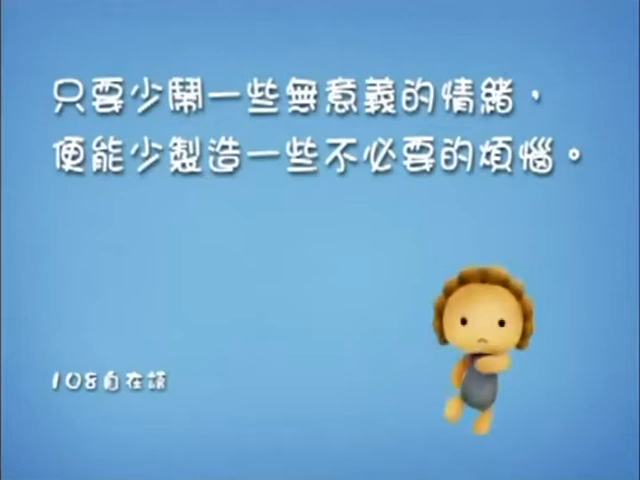 只要少鬧一些無意義的情緒，
便能少製造一些不必要的煩惱。
108自在語